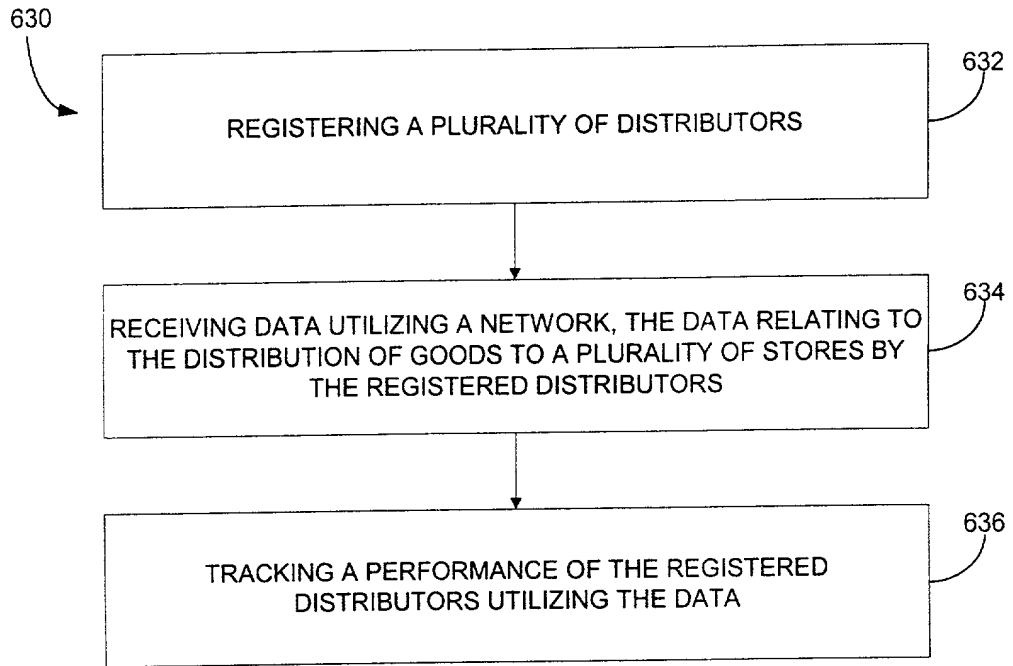 630
632
REGISTERING A PLURALITY OF DISTRIBUTORS
634
RECEIVING DATA UTILIZING A NETWORK, THE DATA RELATING TO
THE DISTRIBUTION OF GOODS TO A PLURALITY OF STORES BY
THE REGISTERED DISTRIBUTORS
636
TRACKING A PERFORMANCE OF THE REGISTERED
DISTRIBUTORS UTILIZING THE DATA